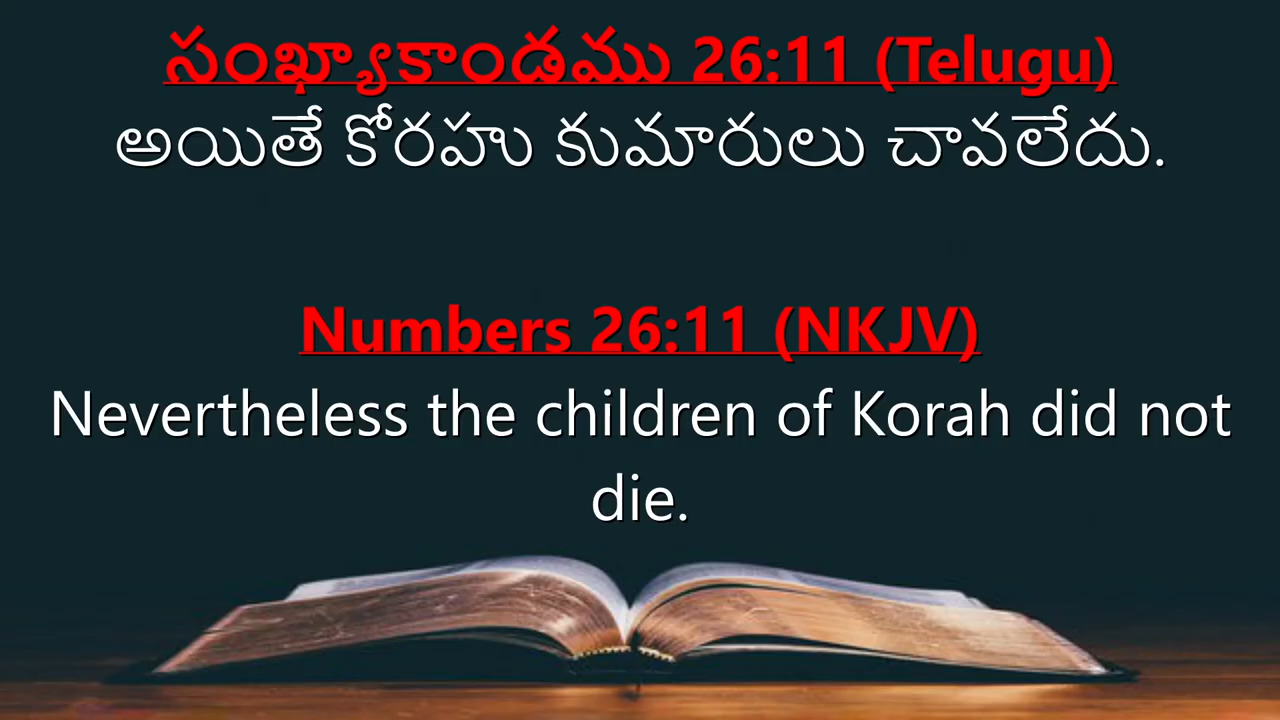 సంఖ్యాకాండము 26:11 (Telugu)
అయితే కోరహు కుమారులు చావలేదు.
Numbers 26:11 (NKJV)
Nevertheless the children of Korah did not
die.